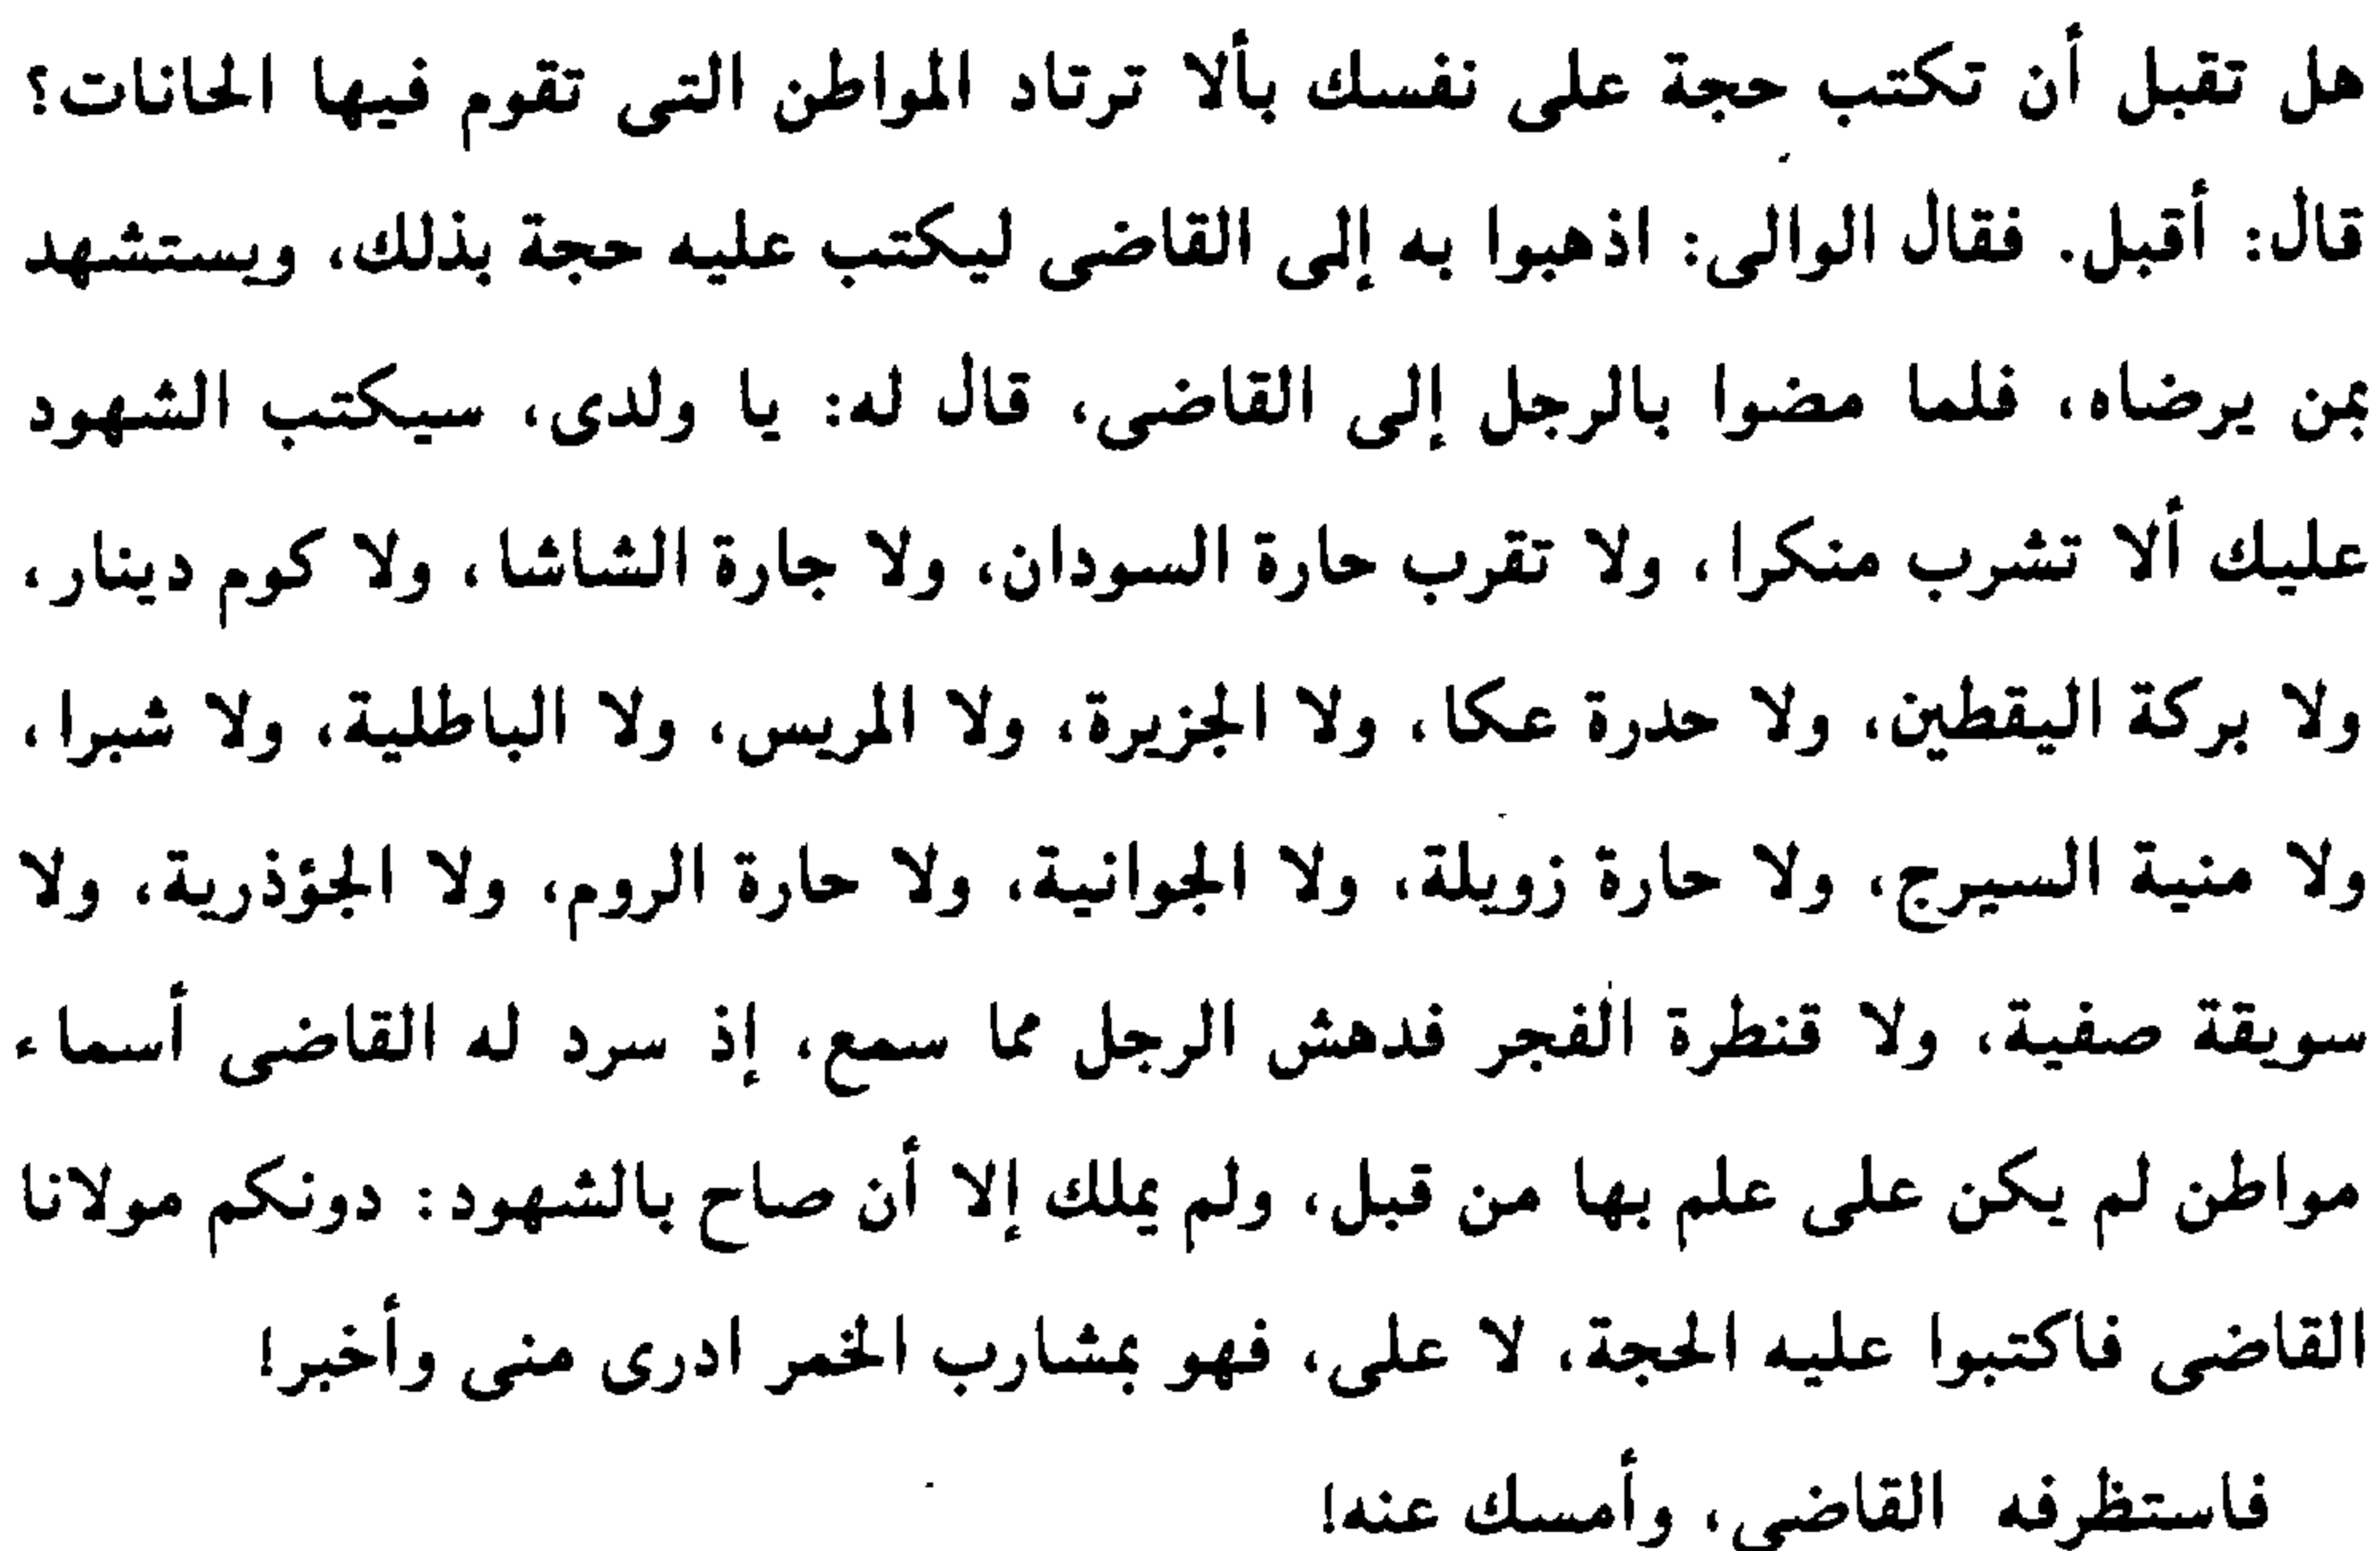 هل تقبل أن تكتب حجة على نفسك بألا ترتاد المواطن التى تقوم فيها الحانات؟
قال: أقبل. فقال الوالى: اذهبوا به إلى القاضى ليكتب عليه حجة بذلك، ويستشهد
بمن يرضاه، فلما مضوا بالرجل إلى القاضى، قال له: يا ولدى، سيكتب الشهود
عليك ألا تشرب منكرا، ولا تقرب حارة السودان، ولا جارة الشاشا، ولا كوم دينار،
ولا بركة اليقطين، ولا حدرة عكا، ولا الجزيرة، ولا المريس، ولا الباطلية، ولا شبرا،
ولا منية السيرج، ولا حارة زويلة، ولا الجوانية، ولا حارة الروم، ولا الجؤذرية، ولا
سويقة صفية، ولا قنطرة الفجر فدهش الرجل مما سمع، إذ سرد له القاضى أسماء
مواطن لم يكن على علم بها من قبل، ولم يملك إلا أن صاح بالشهود: دونكم مولانا
القاضى فاكتبوا عليه الحجة، لا على، فهو بمشارب الخمر ادرى منى وأخبر!
فاستظرفه القاضى، وأمسك عنه!